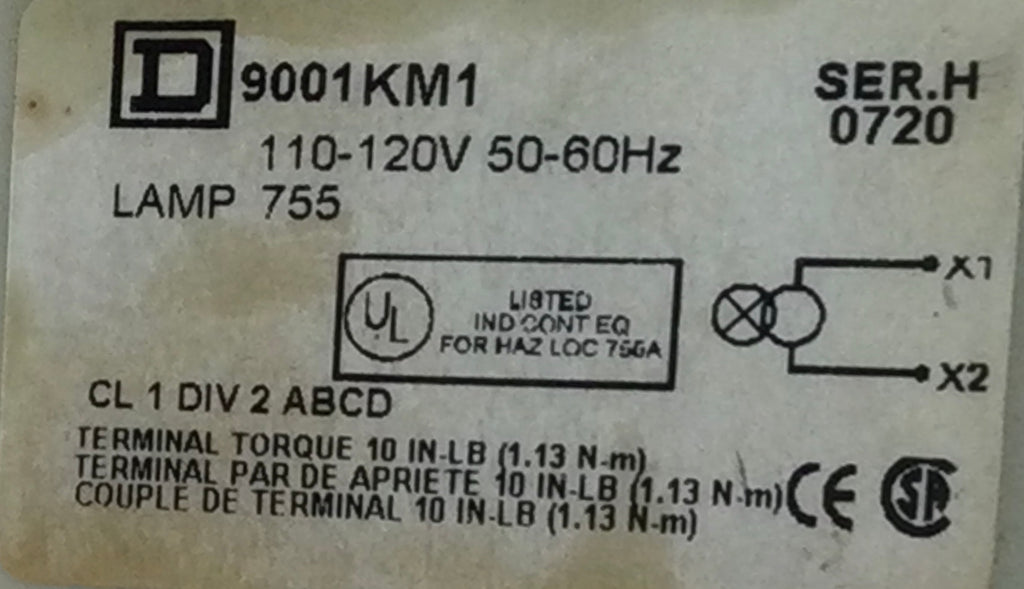 D 9001KM1
SER.H
0720
110-120V 50-60Hz
LAMP 755
UL
LISTED
IND CONT EQ
FOR HAZ LOC
X1
X2
CL 1 DIV 2 ABCD
TERMINAL TORQUE 10 IN-LB (1.13 N-m)
TERMINAL PAR DE APRIETE 10 IN-LB (1.13 N-m)
COUPLE DE TERMINAL 10 IN-LB (1.13 N-m)
CE
SA